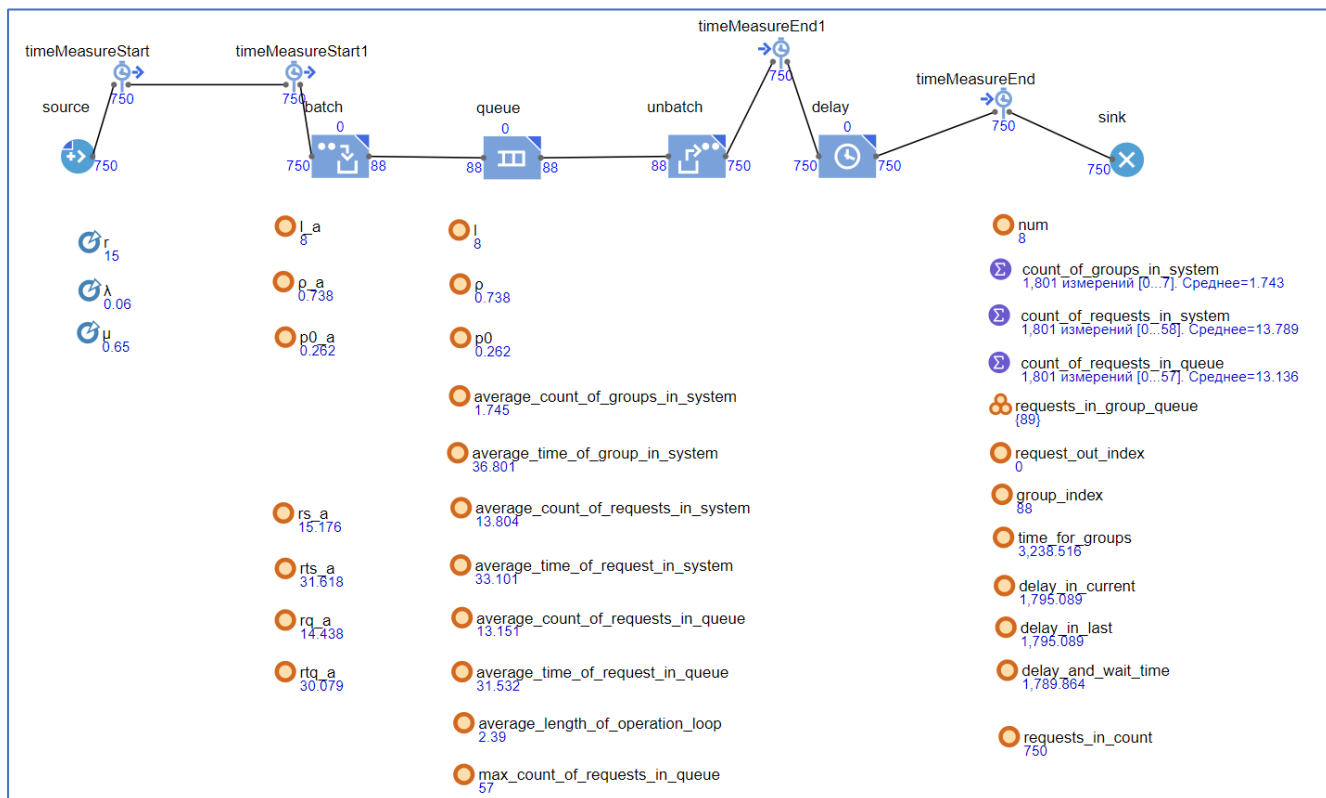 timeMeasureEnd1
timeMeasureStart
timeMeasureStart1
750
timeMeasureEnd
750
750
source
batch
queue
unbatch
delay
750
sink
0
0
0
750
750
88
88
88
88
750
750
750
750
r
15
λ
0.06
μ
0.65
l_a
8
ρ_a
0.738
p0_a
0.262
rs_a
15.176
rts_a
31.618
rq_a
14.438
rtq_a
30.079
l
8
ρ
0.738
p0
0.262
average_count_of_groups_in_system
1.745
average_time_of_group_in_system
36.801
average_count_of_requests_in_system
13.804
average_time_of_request_in_system
33.101
average_count_of_requests_in_queue
13.151
average_time_of_request_in_queue
31.532
average_length_of_operation_loop
2.39
max_count_of_requests_in_queue
57
num
8
count_of_groups_in_system
1,801 измерений [0...7]. Среднее=1.743
count_of_requests_in_system
1,801 измерений [0...58]. Среднее=13.789
count_of_requests_in_queue
1,801 измерений [0...57]. Среднее=13.136
requests_in_group_queue
{89}
request_out_index
0
group_index
88
time_for_groups
3,238.516
delay_in_current
1,795.089
delay_in_last
1,795.089
delay_and_wait_time
1,789.864
requests_in_count
750